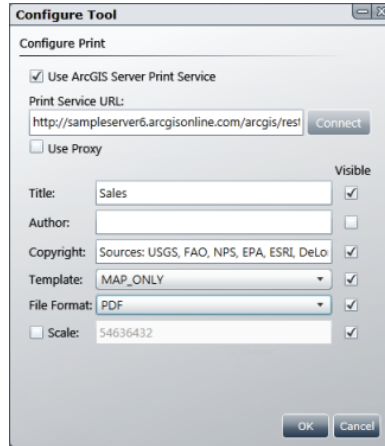 Configure Tool
Configure Print
Use ArcGIS Server Print Service
Print Service URL:
http://sampleserver6.arcgisonline.com/arcgis/rest Connect
Use Proxy
Visible
Title: Sales
Author:
Copyright: Sources: USGS, FAO, NPS, EPA, ESRI, DeLo
Template: MAP_ONLY
File Format: PDF
Scale: 54636432
OK Cancel